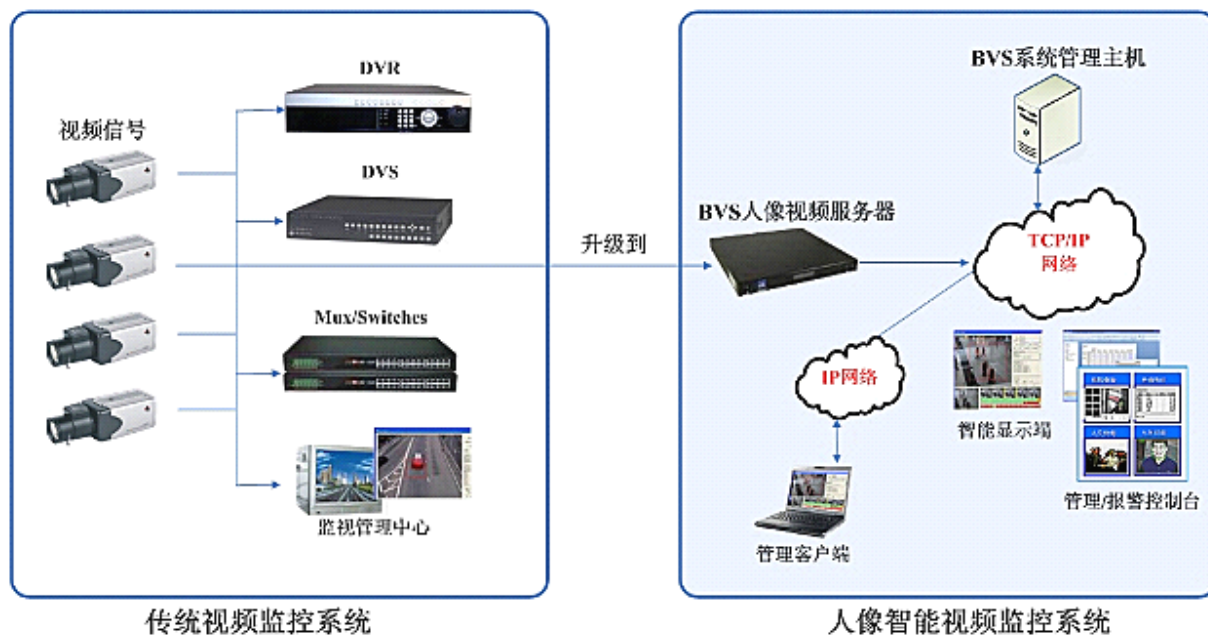 DVR
视频信号
DVS
Mux/Switches
监视管理中心
传统视频监控系统
升级到
BVS系统管理主机
BVS人像视频服务器
TCP/IP
网络
IP网络
智能显示端
管理/报警控制台
管理客户端
人像智能视频监控系统